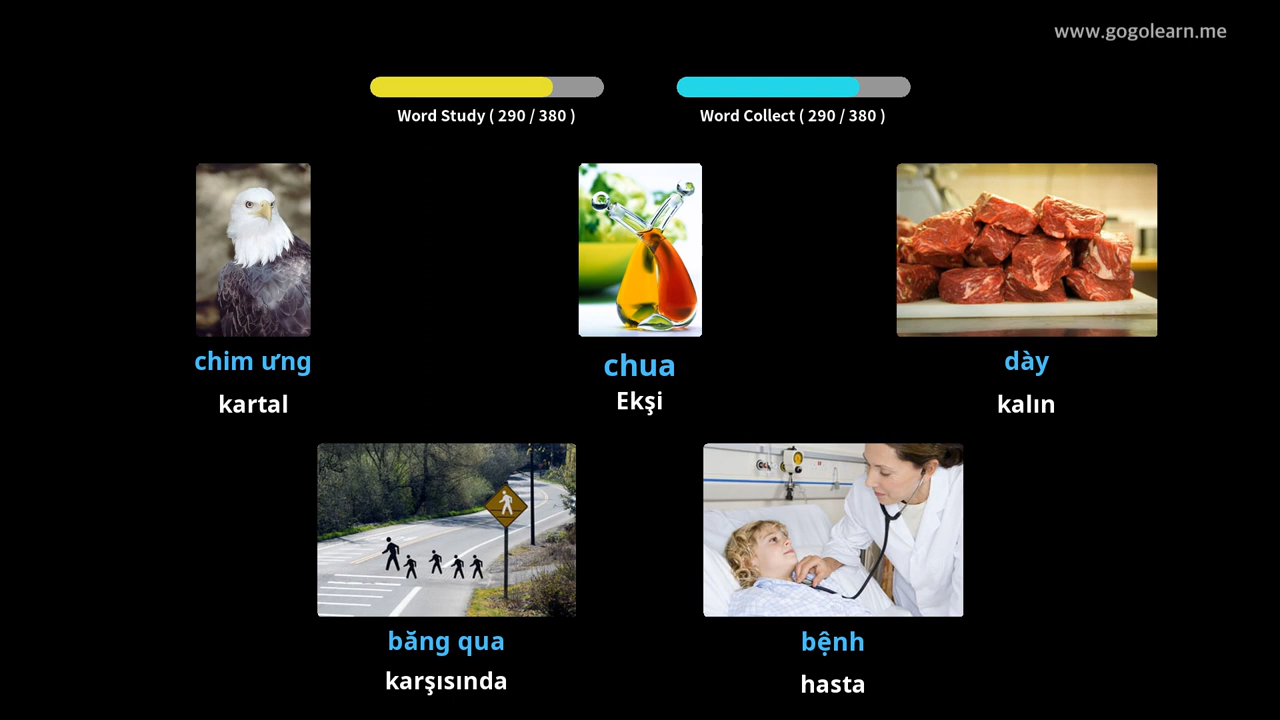 www.gogolearn.me
Word Study ( 290 / 380 )
Word Collect ( 290 / 380 )
chim ưng
kartal
chua
Ekşi
dày
kalın
băng qua
karşısında
bệnh
hasta